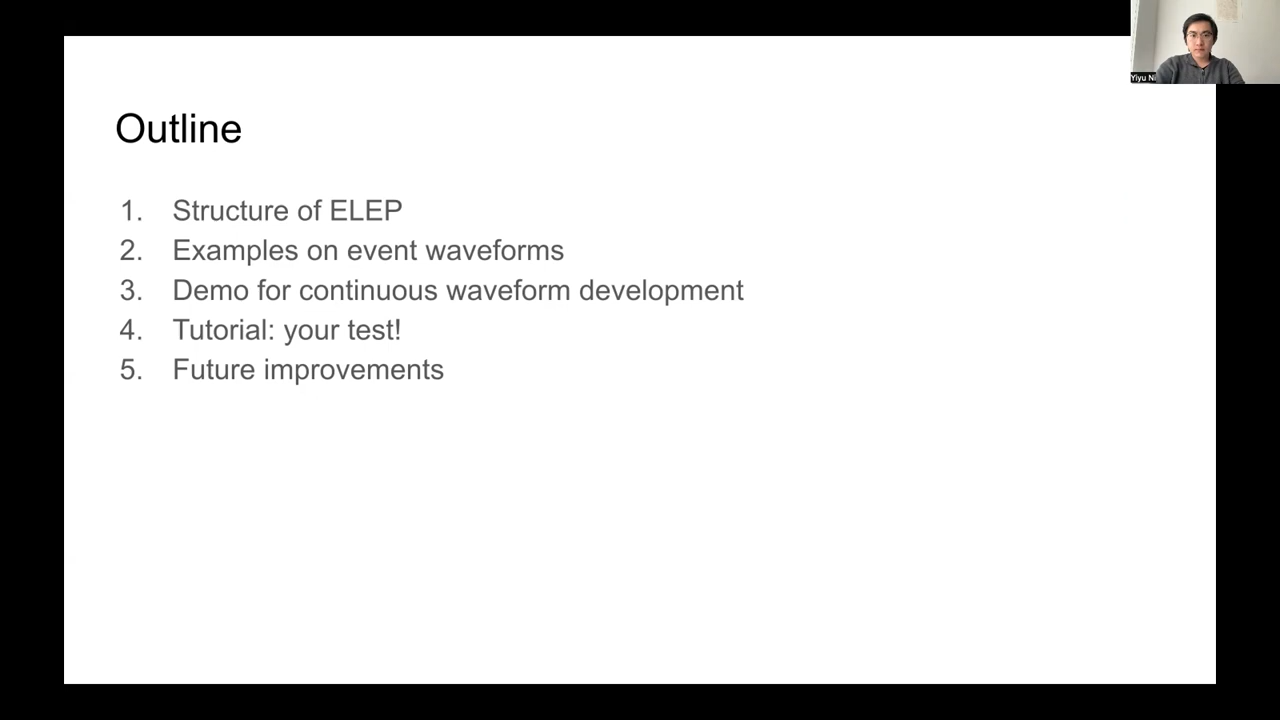 Outline
1. Structure of ELEP
2. Examples on event waveforms
3. Demo for continuous waveform development
4. Tutorial: your test!
5. Future improvements
Yiyu Ni